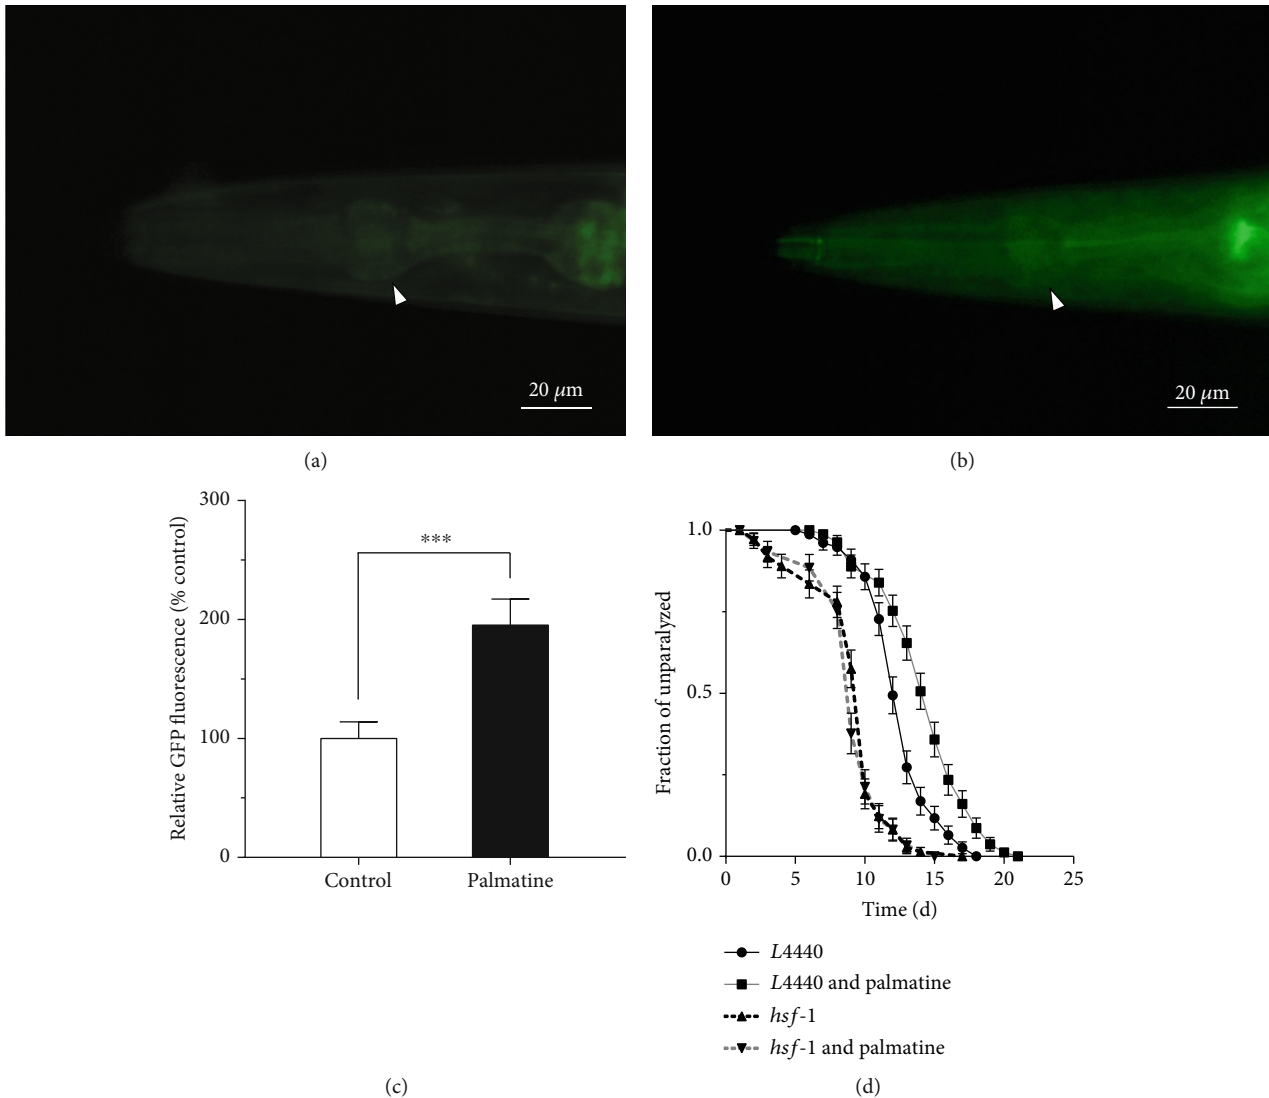 20 μm
20 μm
(a)
(b)
300
200
100
0
Relative GFP fluorescence (% control)
***
Control
Palmatine
(c)
1.0
0.5
0.0
Fraction of unparalyzed
0 5 10 15 20 25
Time (d)
L4440
L4440 and palmatine
hsf-1
hsf-1 and palmatine
(d)